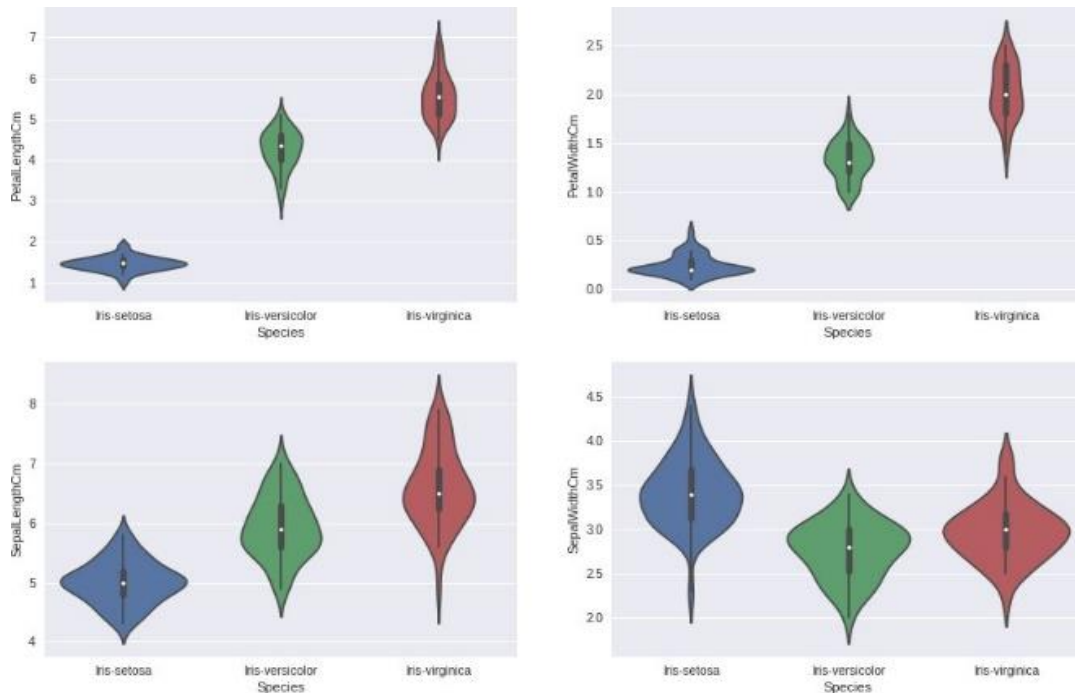 PetalLengthCm
7
6
5
4
3
2
1
Iris-setosa Iris-versicolor Iris-virginica
Species
PetalWidthCm
2.5
2.0
1.5
1.0
0.5
0.0
Iris-setosa Iris-versicolor Iris-virginica
Species
SepalLengthCm
8
7
6
5
4
Iris-setosa Iris-versicolor Iris-virginica
Species
SepalWidthCm
4.5
4.0
3.5
3.0
2.5
2.0
Iris-setosa Iris-versicolor Iris-virginica
Species